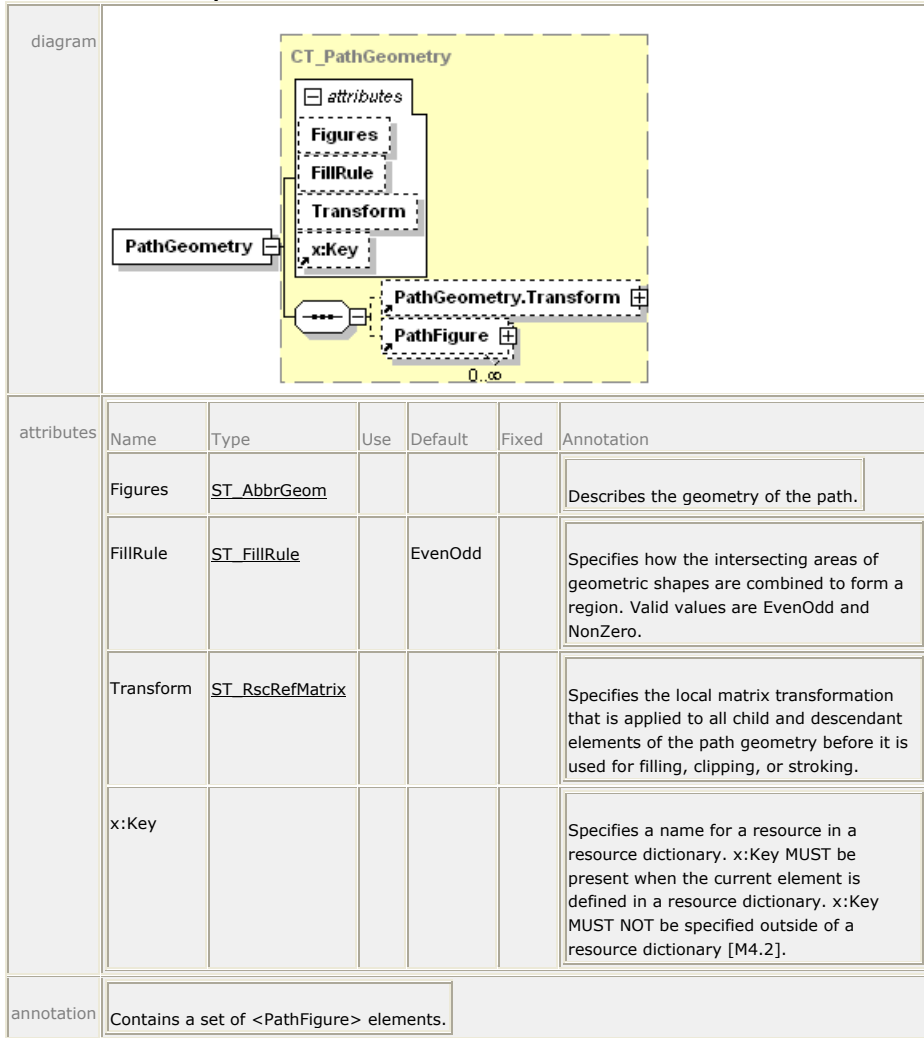 diagram
CT_PathGeometry
attributes
Figures
FillRule
Transform
x:Key
PathGeometry
PathGeometry.Transform
PathFigure
0..∞
attributes
Name Type Use Default Fixed Annotation
Figures ST_AbbrGeom Describes the geometry of the path.
FillRule ST_FillRule EvenOdd Specifies how the intersecting areas of
geometric shapes are combined to form a
region. Valid values are EvenOdd and
NonZero.
Transform ST_RscRefMatrix Specifies the local matrix transformation
that is applied to all child and descendant
elements of the path geometry before it is
used for filling, clipping, or stroking.
x:Key Specifies a name for a resource in a
resource dictionary. x:Key MUST be
present when the current element is
defined in a resource dictionary. x:Key
MUST NOT be specified outside of a
resource dictionary [M4.2].
annotation Contains a set of <PathFigure> elements.